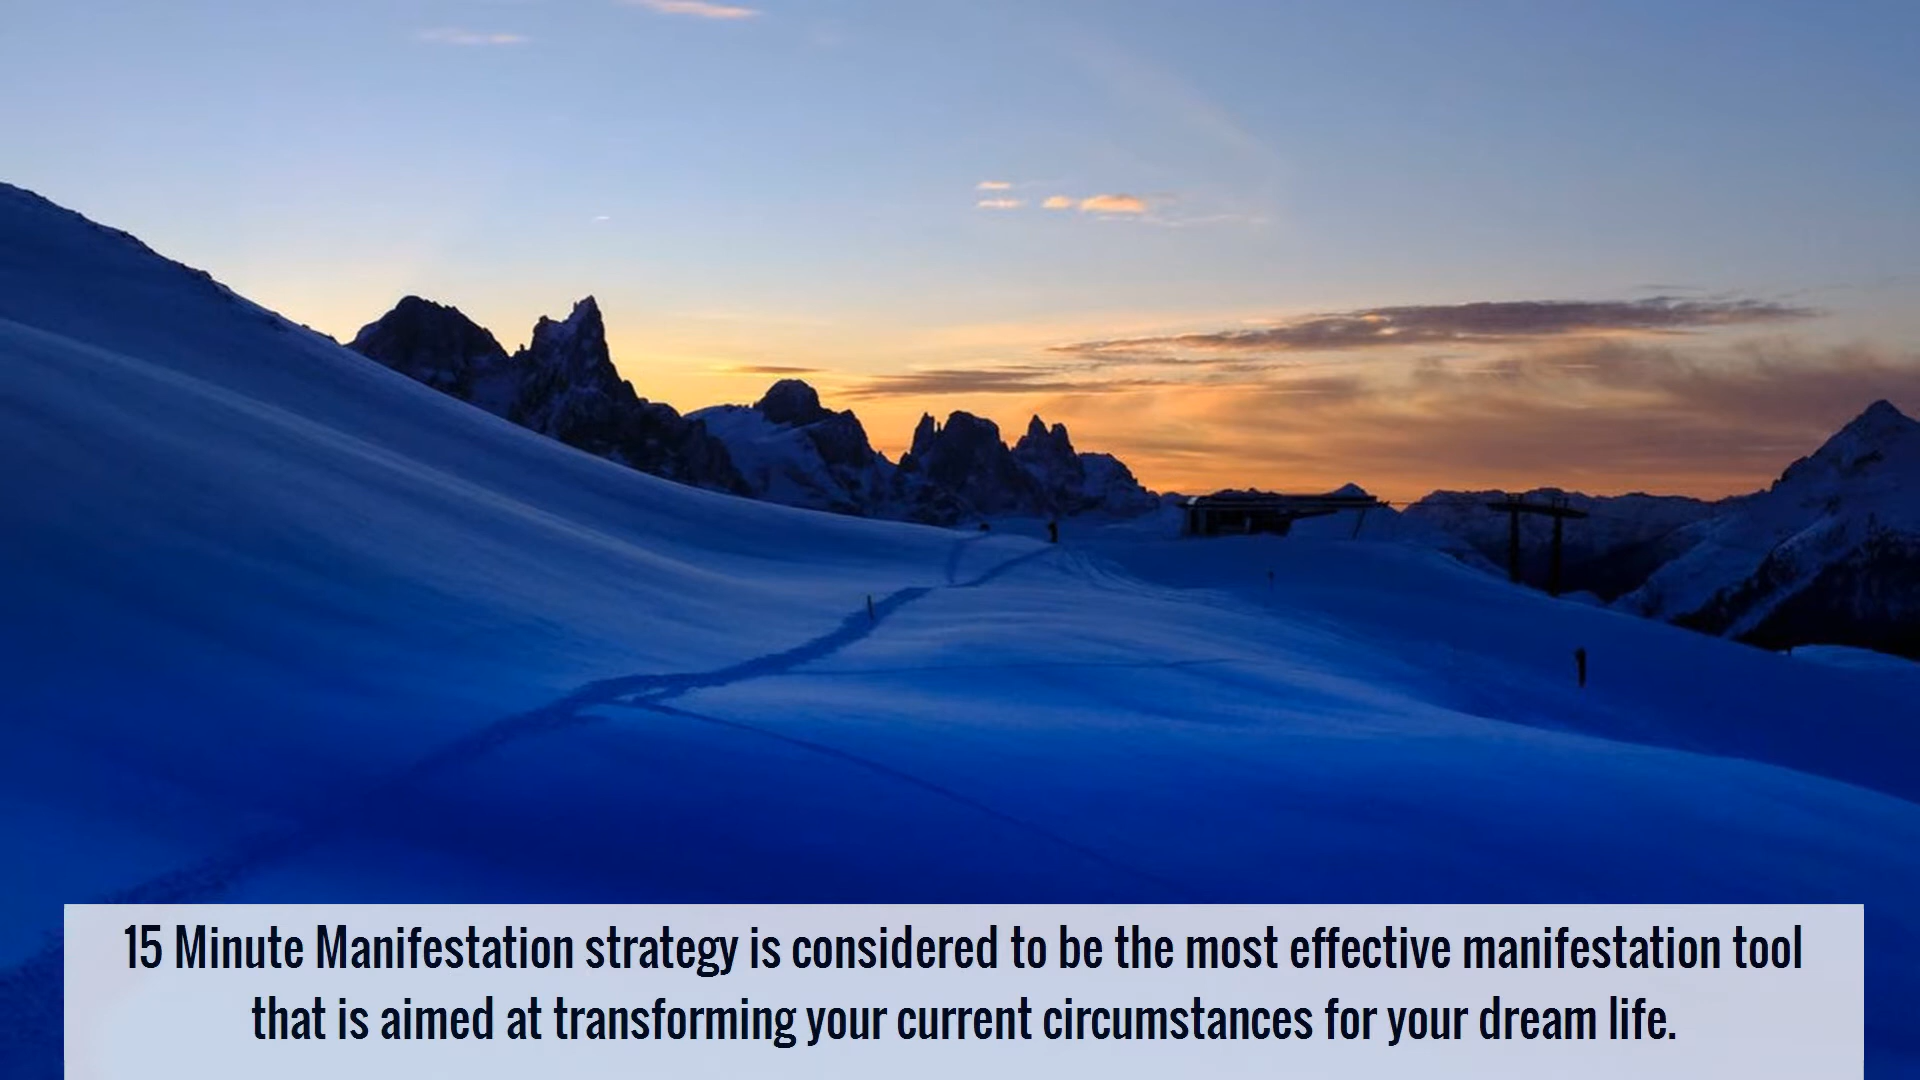 15 Minute Manifestation strategy is considered to be the most effective manifestation tool
that is aimed at transforming your current circumstances for your dream life.